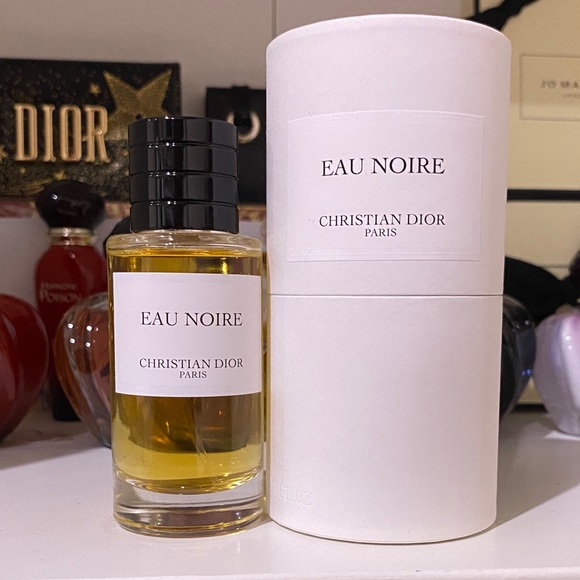 DIOR
JO MA
EAU NOIRE
CHRISTIAN DIOR
PARIS
POISON
EAU NOIRE
CHRISTIAN DIOR
PARIS